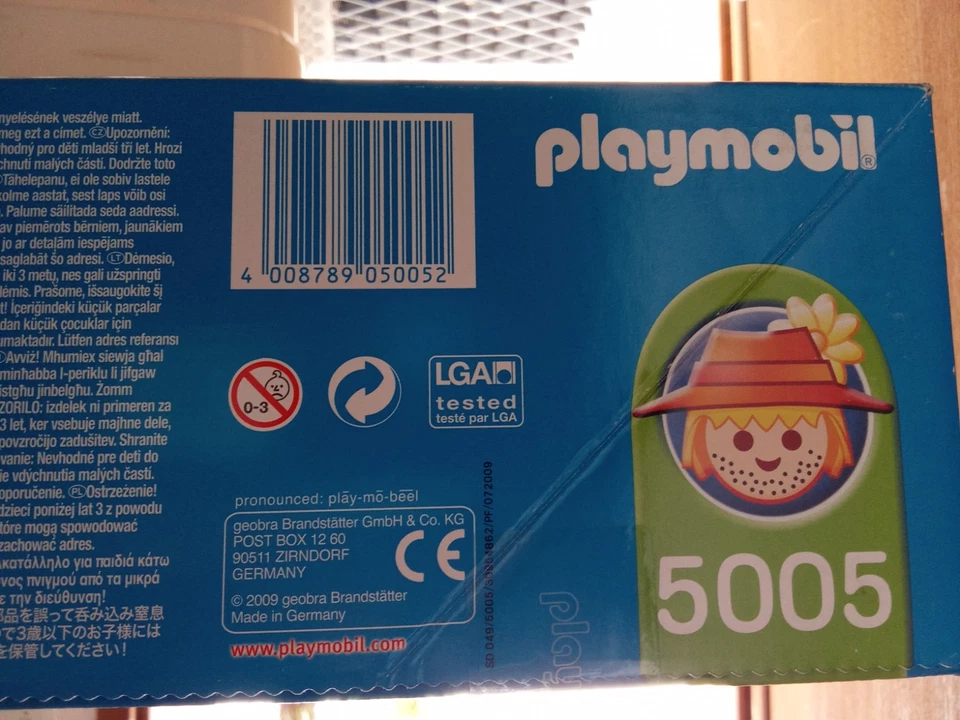 nyelésének veszélye miatt.
meg ezt a címet. CZ Upozornění:
hodný pro děti mladší tří let. Hrozí
chnutí malých částí. Dodržte toto
Tähelepanu, ei ole sobiv lastele
kolme aastat, sest laps võib osi
. Palume säilitada seda aadressi.
av piemērots bērniem, jaunākiem
jo ar detaļām iespējams
saglabāt šo adresi. LT Dėmesio,
iki 3 metų, nes gali užspringti
lėmis. Prašome, išsaugokite šį
t! İçeriğindeki küçük parçalar
dan küçük çocuklar için
umaktadır. Lütfen adres referansı
Avviż! Mhumiex siewja għal
minħabba l-periklu li jifgaw
istgħu jinbelgħu. Żomm
ZORILO: izdelek ni primeren za
3 let, ker vsebuje majhne dele,
povzročijo zadušitev. Shranite
vanie: Nevhodné pre deti do
ie vdýchnutia malých častí.
oporučenie. PL Ostrzeżenie!
dzieci poniżej lat 3 z powodu
tóre mogą spowodować
zachować adres.
Ακατάλληλο για παιδιά κάτω
ένος πνιγμού από τα μικρά
ε την διεύθυνση!
部品を誤って呑み込み窒息
で3歳以下のお子様には
を保管してください!
4 008789 050052
playmobil®
0-3
LGA
tested
testé par LGA
pronounced: plāy-mō-bēēl
geobra Brandstätter GmbH & Co. KG
POST BOX 12 60
90511 ZIRNDORF
GERMANY
CE
© 2009 geobra Brandstätter
Made in Germany
www.playmobil.com
play
5005